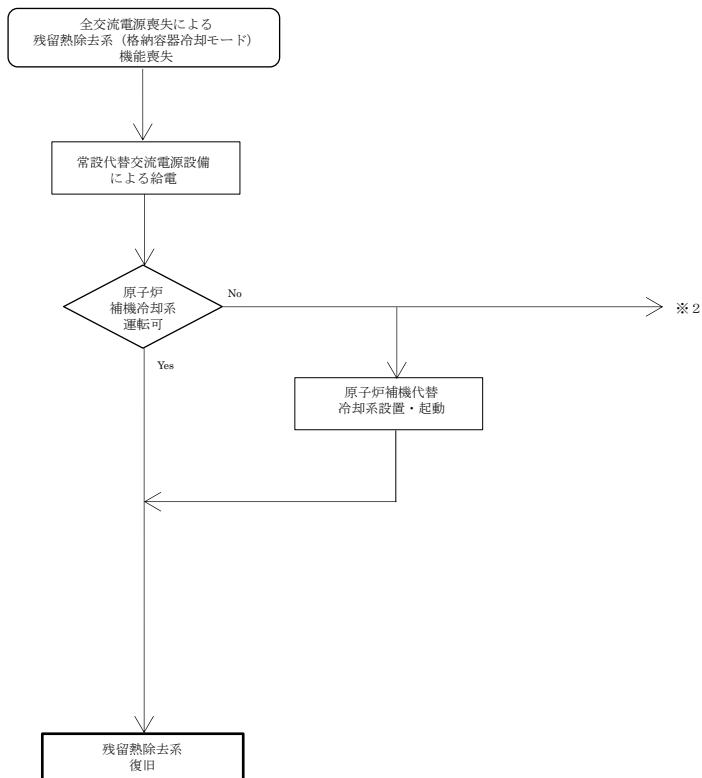 全交流電源喪失による
残留熱除去系（格納容器冷却モード）
機能喪失
常設代替交流電源設備
による給電
原子炉
補機冷却系
運転可
No
※２
Yes
原子炉補機代替
冷却系設置・起動
残留熱除去系
復旧